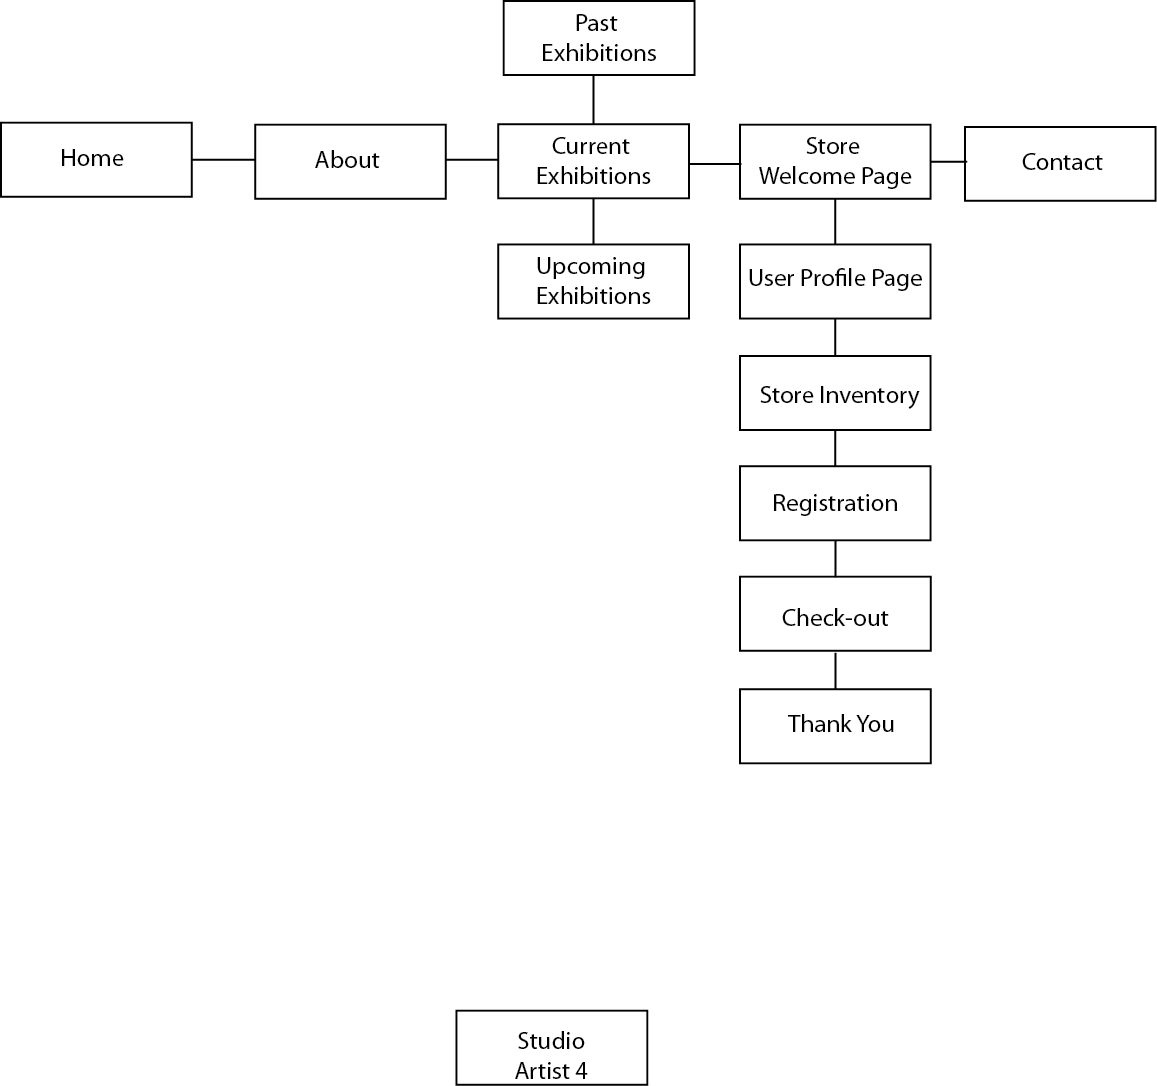 Past
Exhibitions
Home
About
Current
Exhibitions
Store
Welcome Page
Contact
Upcoming
Exhibitions
User Profile Page
Store Inventory
Registration
Check-out
Thank You
Studio
Artist 4